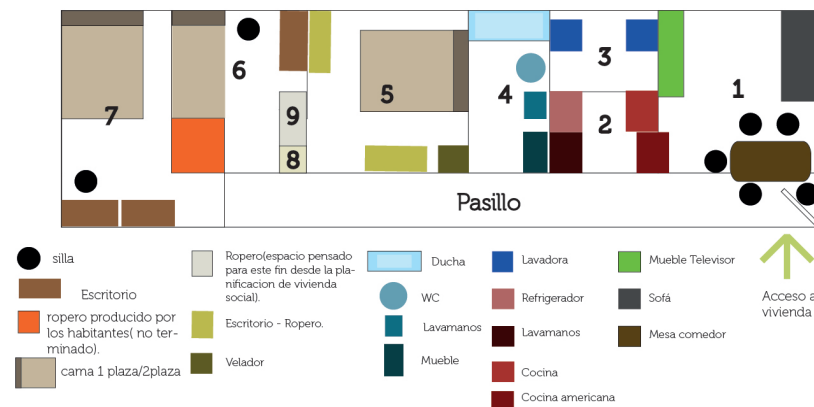 3
6
1
5
4
7
9
2
8
Pasillo
silla
Escritorio
ropero producido por
los habitantes( no ter-
minado).
cama 1 plaza/2plaza
Ropero(espacio pensado
para este fin desde la pla-
nificacion de vivienda
social).
Escritorio - Ropero.
Velador
Ducha
WC
Lavamanos
Mueble
Lavadora
Refrigerador
Lavamanos
Cocina
Cocina americana
Mueble Televisor
Sofá
Mesa comedor
Acceso a
vivienda